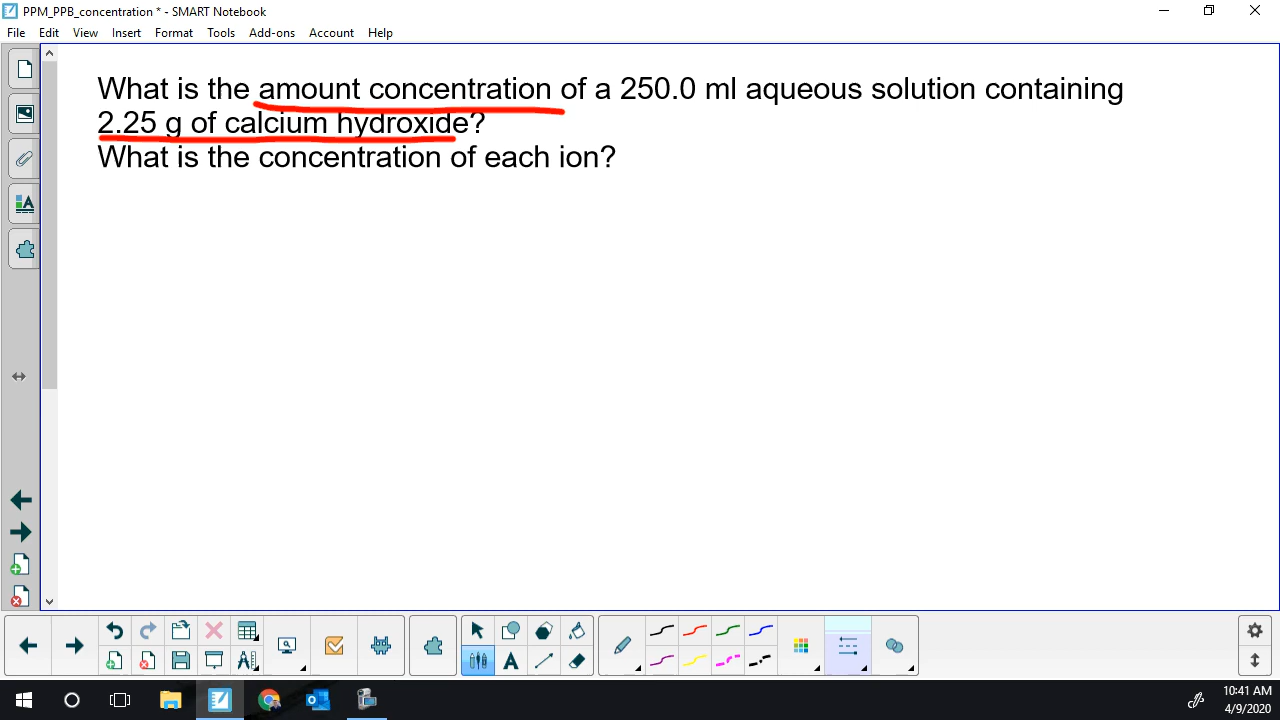 PPM_PPB_concentration * - SMART Notebook
File Edit View Insert Format Tools Add-ons Account Help
What is the amount concentration of a 250.0 ml aqueous solution containing
2.25 g of calcium hydroxide?
What is the concentration of each ion?
10:41 AM
4/9/2020